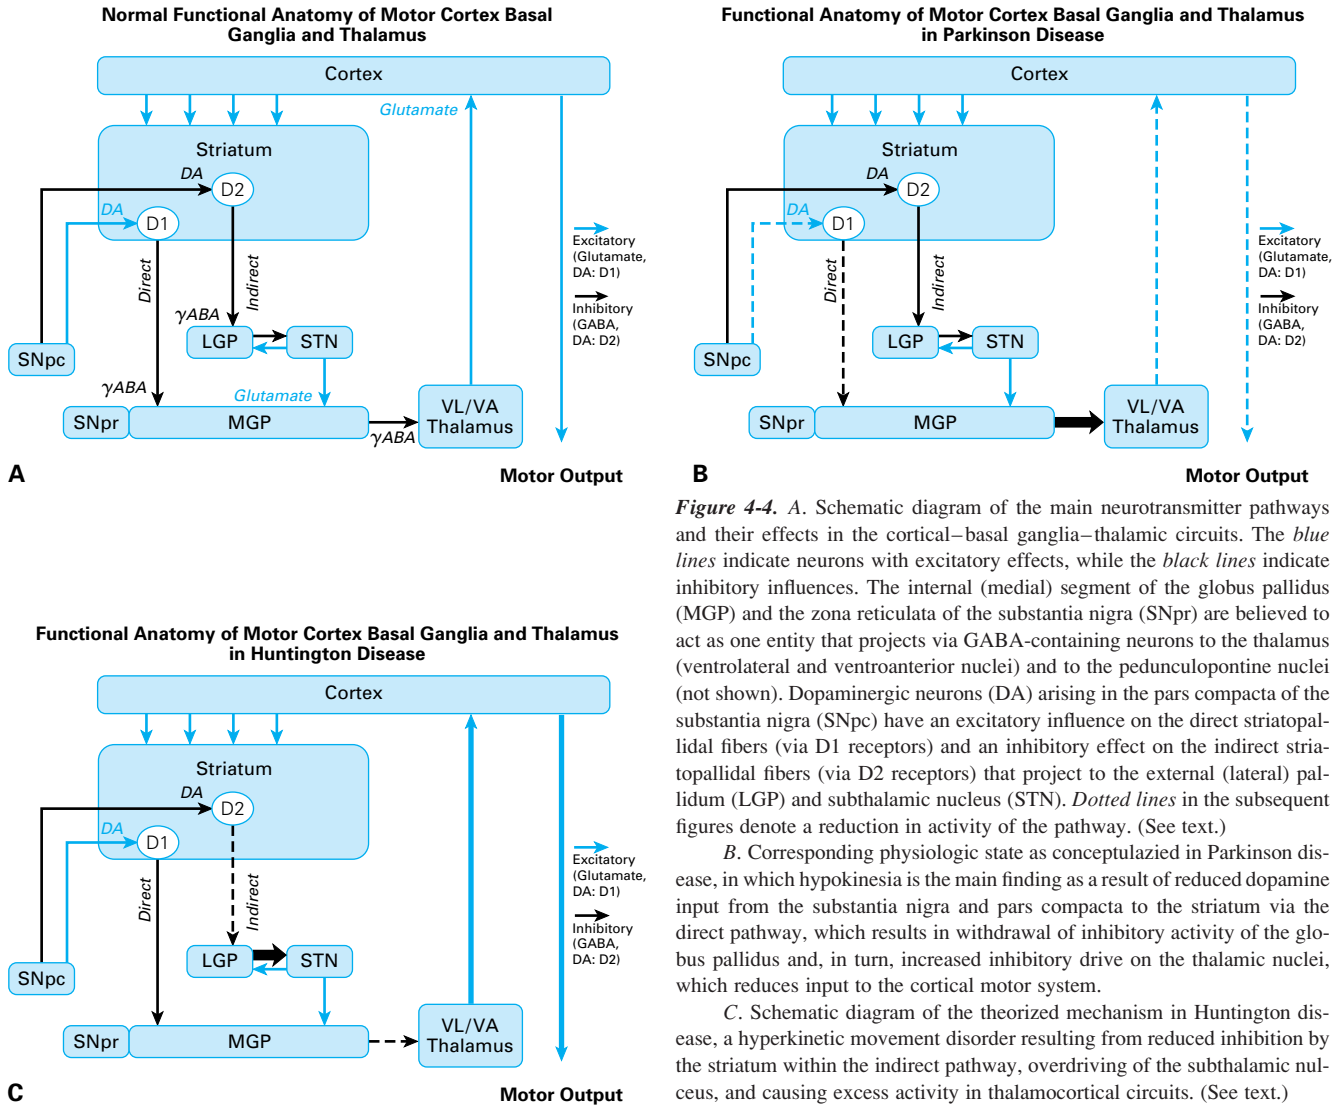 Normal Functional Anatomy of Motor Cortex Basal
Ganglia and Thalamus
Cortex
Glutamate
Striatum
DA
D2
DA
D1
Direct
Indirect
γABA
LGP
STN
SNpc
γABA
Glutamate
SNpr
MGP
γABA
VL/VA
Thalamus
Excitatory
(Glutamate,
DA: D1)
Inhibitory
(GABA,
DA: D2)
A
Motor Output
Functional Anatomy of Motor Cortex Basal Ganglia and Thalamus
in Parkinson Disease
Cortex
Striatum
DA
D2
DA
D1
Direct
Indirect
LGP
STN
SNpc
SNpr
MGP
VL/VA
Thalamus
Excitatory
(Glutamate,
DA: D1)
Inhibitory
(GABA,
DA: D2)
B
Motor Output
Functional Anatomy of Motor Cortex Basal Ganglia and Thalamus
in Huntington Disease
Cortex
Striatum
DA
D2
DA
D1
Direct
Indirect
LGP
STN
SNpc
SNpr
MGP
VL/VA
Thalamus
Excitatory
(Glutamate,
DA: D1)
Inhibitory
(GABA,
DA: D2)
C
Motor Output
Figure 4-4. A. Schematic diagram of the main neurotransmitter pathways
and their effects in the cortical–basal ganglia–thalamic circuits. The blue
lines indicate neurons with excitatory effects, while the black lines indicate
inhibitory influences. The internal (medial) segment of the globus pallidus
(MGP) and the zona reticulata of the substantia nigra (SNpr) are believed to
act as one entity that projects via GABA-containing neurons to the thalamus
(ventrolateral and ventroanterior nuclei) and to the pedunculopontine nuclei
(not shown). Dopaminergic neurons (DA) arising in the pars compacta of the
substantia nigra (SNpc) have an excitatory influence on the direct striatopal-
lidal fibers (via D1 receptors) and an inhibitory effect on the indirect stria-
topallidal fibers (via D2 receptors) that project to the external (lateral) pal-
lidum (LGP) and subthalamic nucleus (STN). Dotted lines in the subsequent
figures denote a reduction in activity of the pathway. (See text.)
B. Corresponding physiologic state as conceptulazied in Parkinson dis-
ease, in which hypokinesia is the main finding as a result of reduced dopamine
input from the substantia nigra and pars compacta to the striatum via the
direct pathway, which results in withdrawal of inhibitory activity of the glo-
bus pallidus and, in turn, increased inhibitory drive on the thalamic nuclei,
which reduces input to the cortical motor system.
C. Schematic diagram of the theorized mechanism in Huntington dis-
ease, a hyperkinetic movement disorder resulting from reduced inhibition by
the striatum within the indirect pathway, overdriving of the subthalamic nul-
ceus, and causing excess activity in thalamocortical circuits. (See text.)